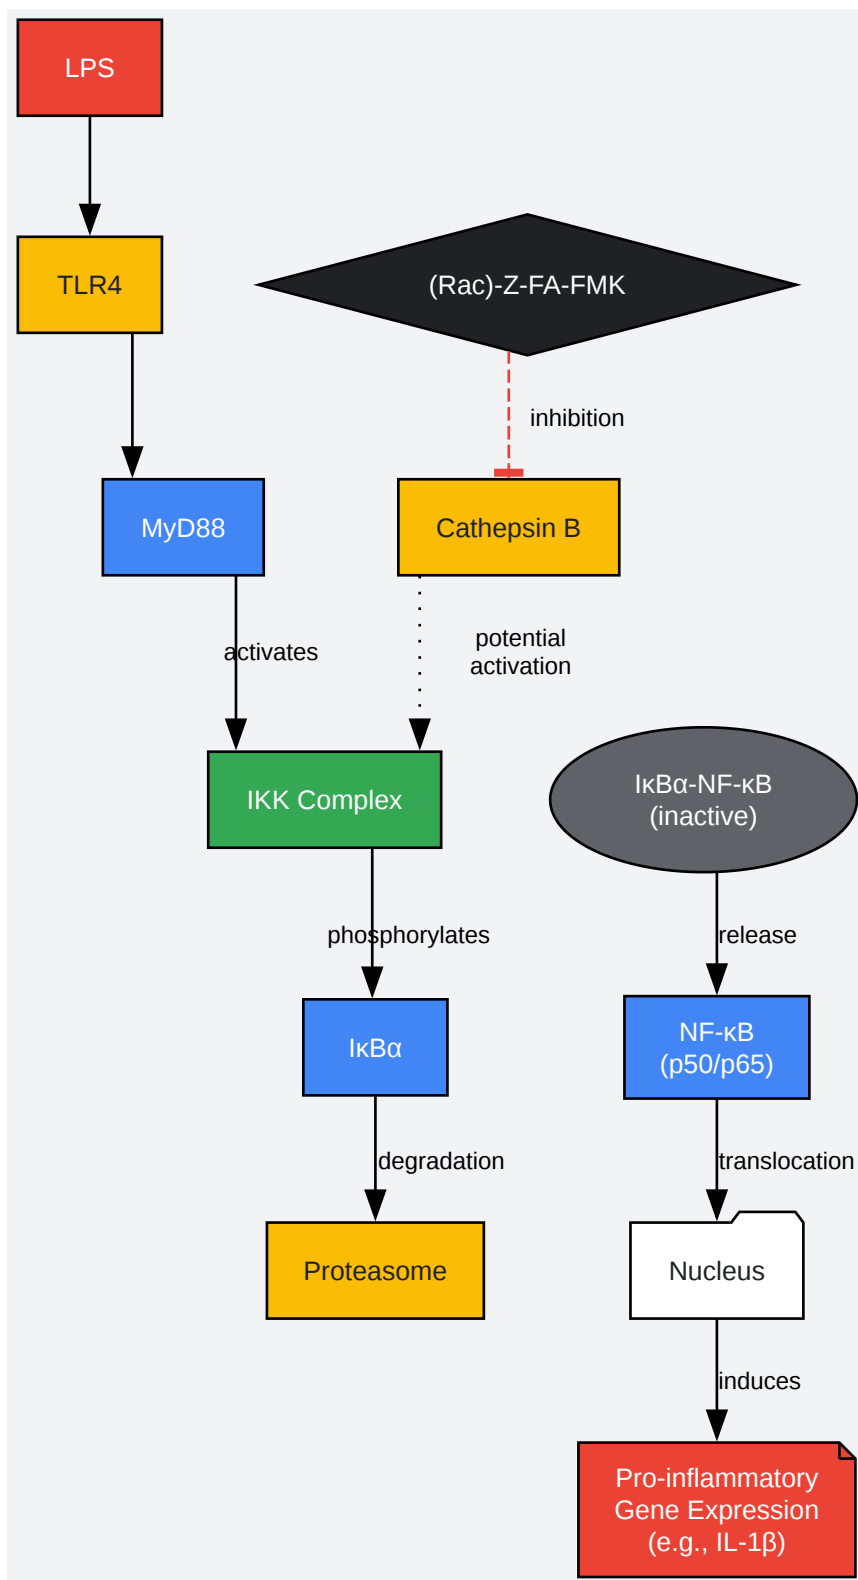 LPS
TLR4
(Rac)-Z-FA-FMK
inhibition
MyD88
Cathepsin B
activates
potential
activation
IKK Complex
IκBα-NF-κB
(inactive)
phosphorylates
release
IκBα
NF-κB
(p50/p65)
degradation
translocation
Proteasome
Nucleus
induces
Pro-inflammatory
Gene Expression
(e.g., IL-1β)